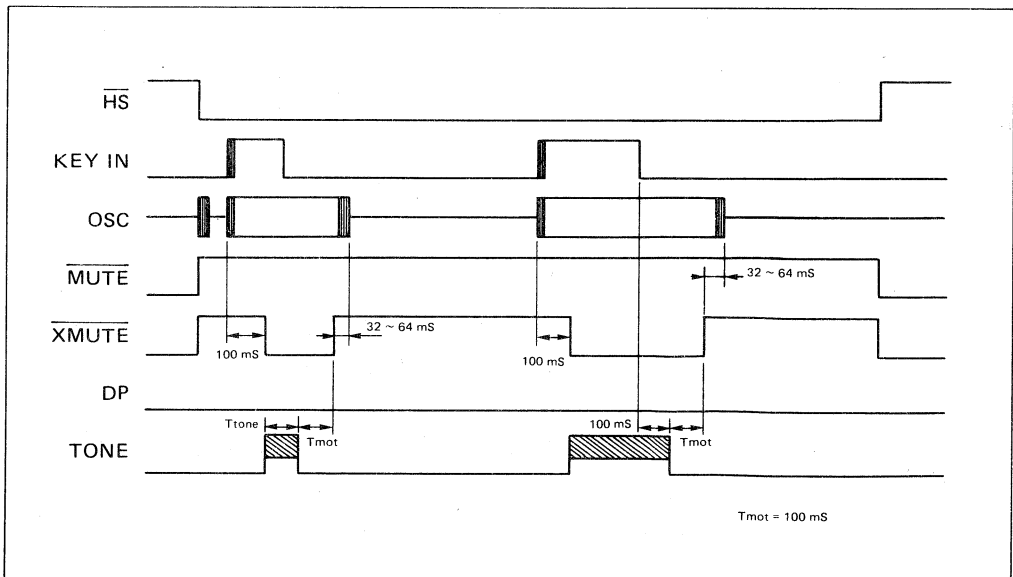 HS
KEY IN
OSC
MUTE
32 ~ 64 mS
XMUTE
32 ~ 64 mS
100 mS
100 mS
DP
Ttone
100 mS
Tmot
Tmot
TONE
Tmot = 100 mS